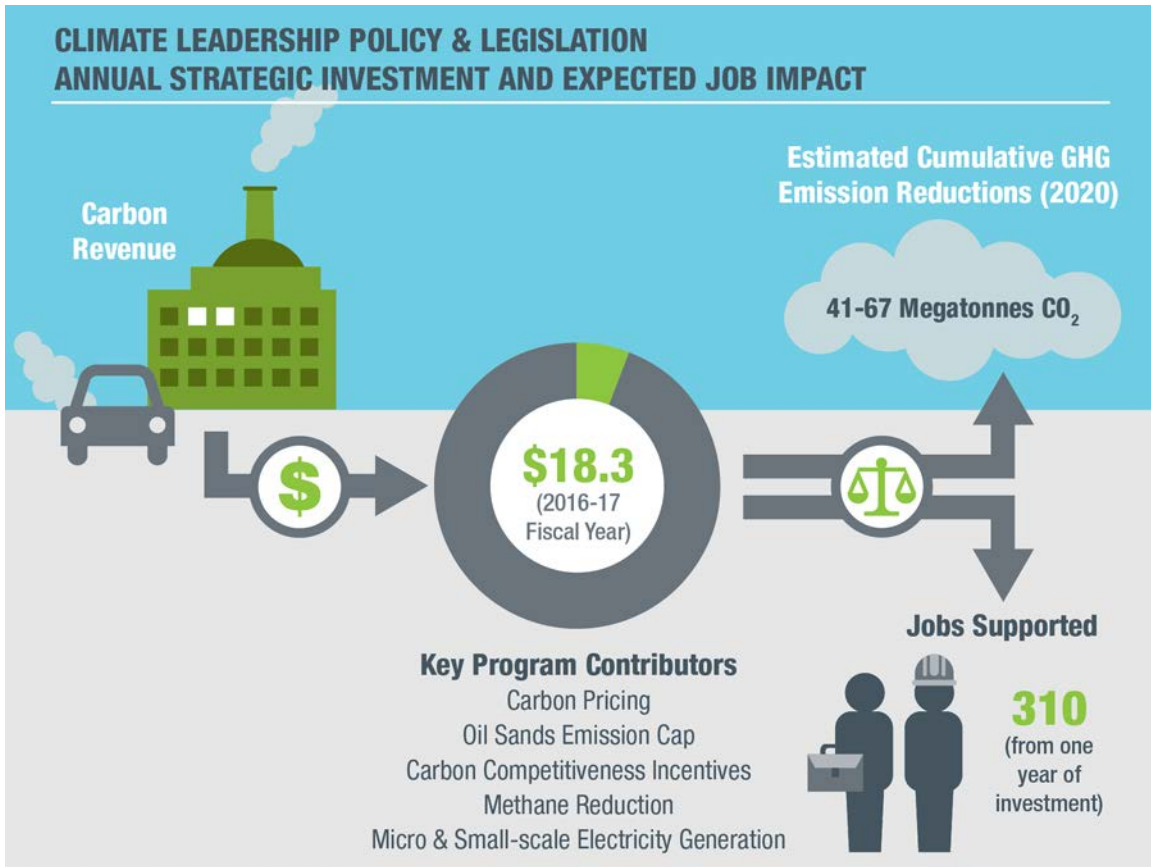 CLIMATE LEADERSHIP POLICY & LEGISLATION
ANNUAL STRATEGIC INVESTMENT AND EXPECTED JOB IMPACT
Carbon
Revenue
Estimated Cumulative GHG
Emission Reductions (2020)
41-67 Megatonnes CO₂
$
$18.3
(2016-17
Fiscal Year)
Key Program Contributors
Carbon Pricing
Oil Sands Emission Cap
Carbon Competitiveness Incentives
Methane Reduction
Micro & Small-scale Electricity Generation
Jobs Supported
310
(from one
year of
investment)